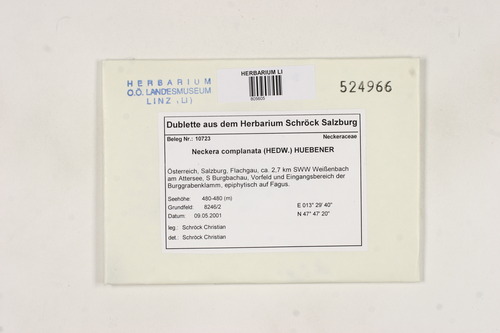 HERBARIUM
O.Ö. LANDESMUSEUM
LINZ (LI)
HERBARIUM LI
524966
Dublette aus dem Herbarium Schröck Salzburg
Beleg Nr.: 10723 Neckeraceae
Neckera complanata (HEDW.) HUEBENER
Österreich, Salzburg, Flachgau, ca. 2,7 km SWW Weißenbach
am Attersee, S Burgbachau, Vorfeld und Eingangsbereich der
Burggrabenklamm, epiphytisch auf Fagus.
Seehöhe: 480-480 (m) E 013° 29' 40"
Grundfeld: 8246/2 N 47° 47' 20"
Datum: 09.05.2001
leg.: Schröck Christian
det.: Schröck Christian